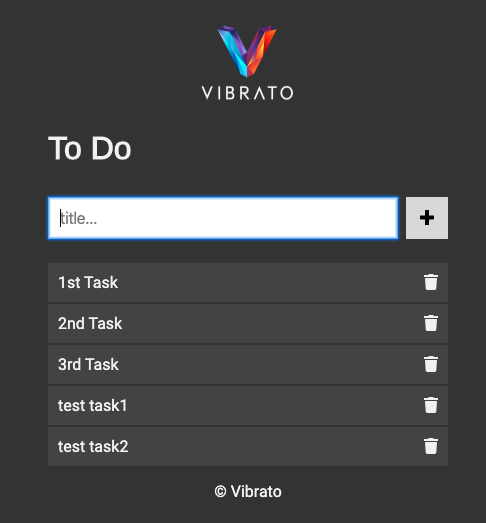 VIBRATO
To Do
title...
1st Task
2nd Task
3rd Task
test task1
test task2
© Vibrato